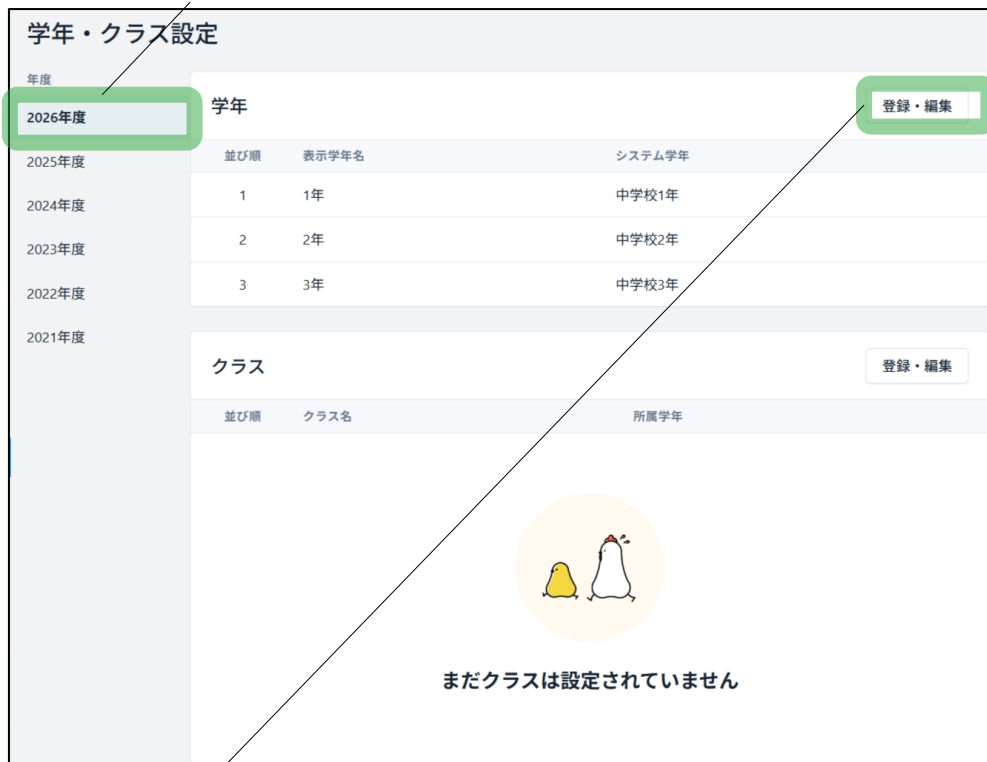 学年・クラス設定
年度
2026年度
2025年度
2024年度
2023年度
2022年度
2021年度
学年
登録・編集
並び順 表示学年名 システム学年
1 1年 中学校1年
2 2年 中学校2年
3 3年 中学校3年
クラス
登録・編集
並び順 クラス名 所属学年
まだクラスは設定されていません